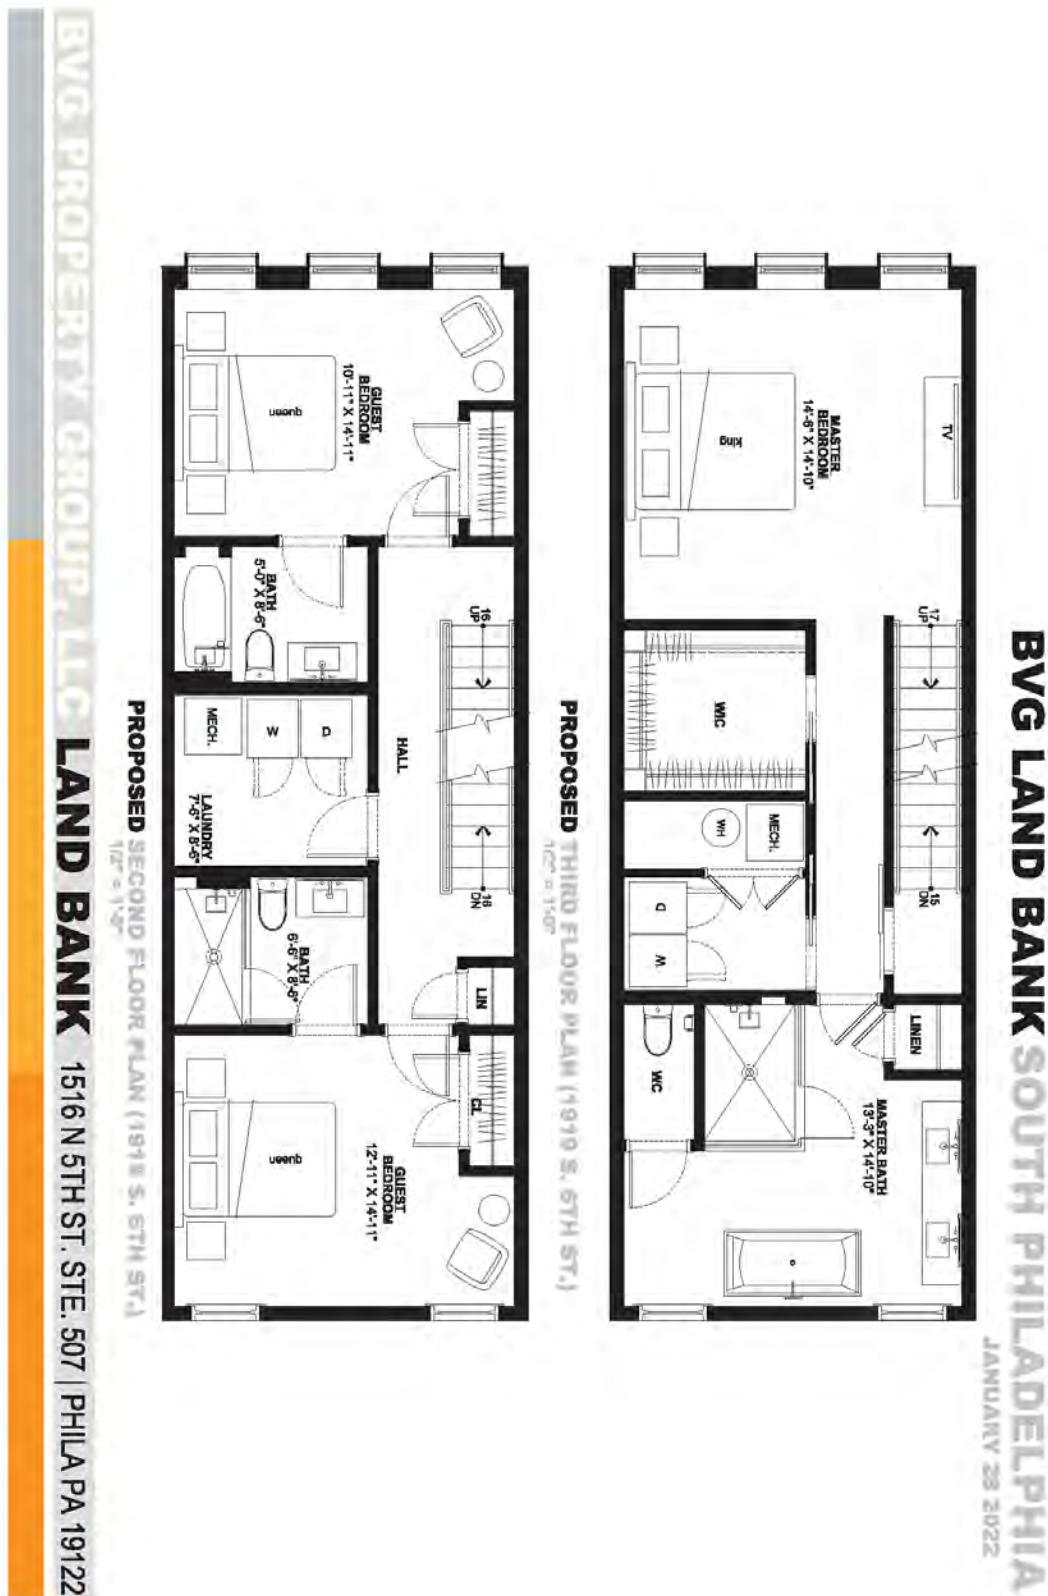 BVG LAND BANK SOUTH PHILADELPHIA
JANUARY 28 2022
TV
MASTER
BEDROOM
14'-6" X 14'-10"
king
17
UP
15
DN
WIC
MECH.
WH
D
W
LINEN
WC
MASTER BATH
13'-3" X 14'-10"
PROPOSED THIRD FLOOR PLAN (1919 S. 6TH ST.)
1/2" = 1'-0"
GUEST
BEDROOM
10'-11" X 14'-11"
queen
16
UP
16
DN
HALL
BATH
5'-0" X 8'-6"
D
W
MECH.
LAUNDRY
7'-6" X 8'-6"
BATH
6'-6" X 8'-6"
LIN
CL
GUEST
BEDROOM
12'-11" X 14'-11"
queen
PROPOSED SECOND FLOOR PLAN (1918 S. 6TH ST.)
1/2" = 1'-0"
BVG PROPERTY GROUP, LLC LAND BANK 1516 N 5TH ST. STE. 507 | PHILA PA 19122